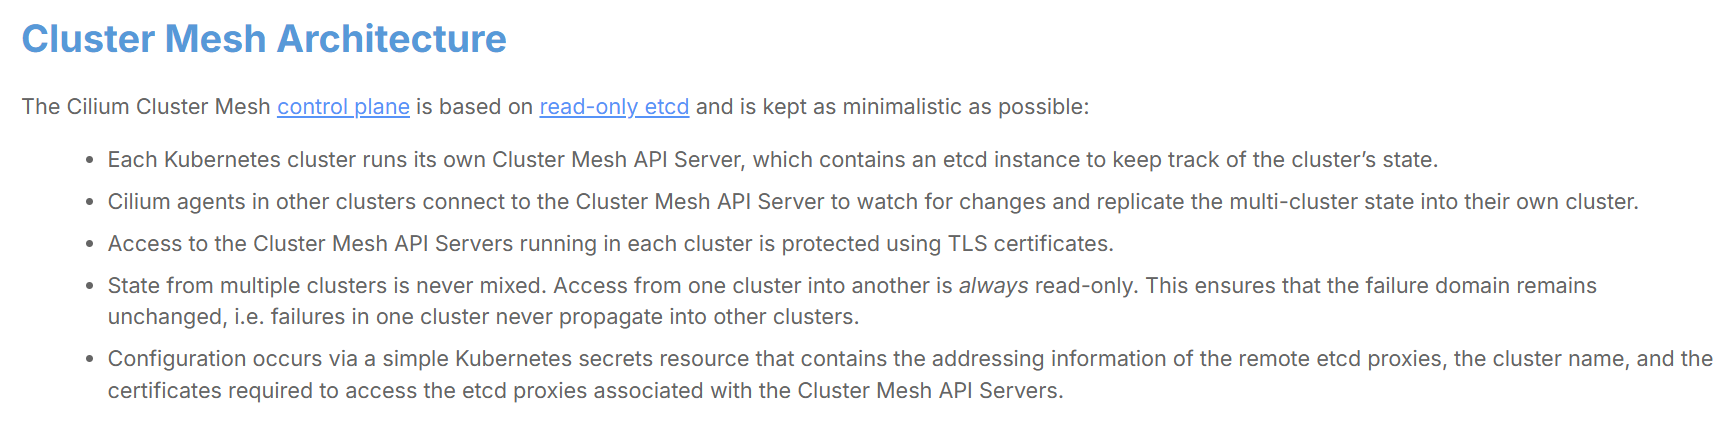 Cluster Mesh Architecture
The Cilium Cluster Mesh control plane is based on read-only etcd and is kept as minimalistic as possible:
• Each Kubernetes cluster runs its own Cluster Mesh API Server, which contains an etcd instance to keep track of the cluster’s state.
• Cilium agents in other clusters connect to the Cluster Mesh API Server to watch for changes and replicate the multi-cluster state into their own cluster.
• Access to the Cluster Mesh API Servers running in each cluster is protected using TLS certificates.
• State from multiple clusters is never mixed. Access from one cluster into another is always read-only. This ensures that the failure domain remains
unchanged, i.e. failures in one cluster never propagate into other clusters.
• Configuration occurs via a simple Kubernetes secrets resource that contains the addressing information of the remote etcd proxies, the cluster name, and the
certificates required to access the etcd proxies associated with the Cluster Mesh API Servers.